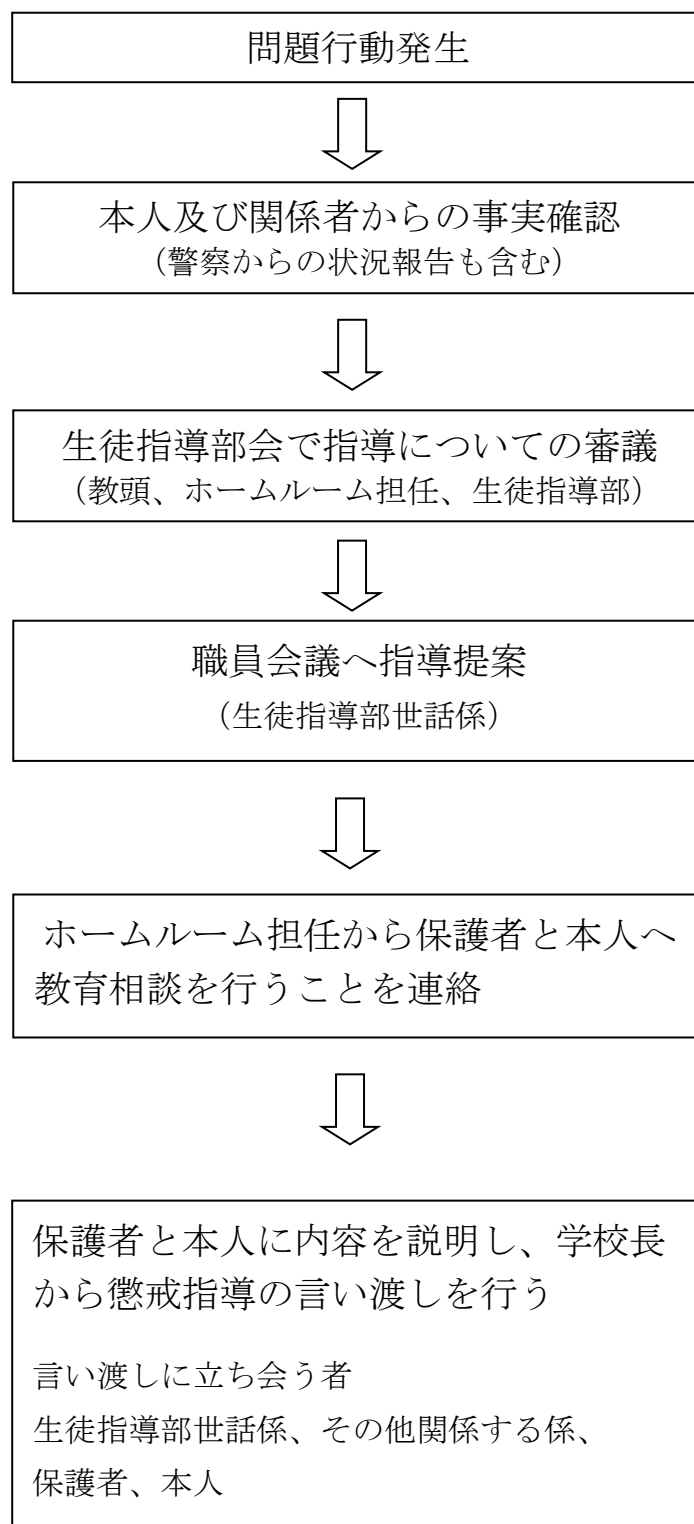 問題行動発生
本人及び関係者からの事実確認
（警察からの状況報告も含む）
生徒指導部会で指導についての審議
（教頭、ホームルーム担任、生徒指導部）
職員会議へ指導提案
（生徒指導部世話係）
ホームルーム担任から保護者と本人へ
教育相談を行うことを連絡
保護者と本人に内容を説明し、学校長
から懲戒指導の言い渡しを行う
言い渡しに立ち会う者
生徒指導部世話係、その他関係する係、
保護者、本人